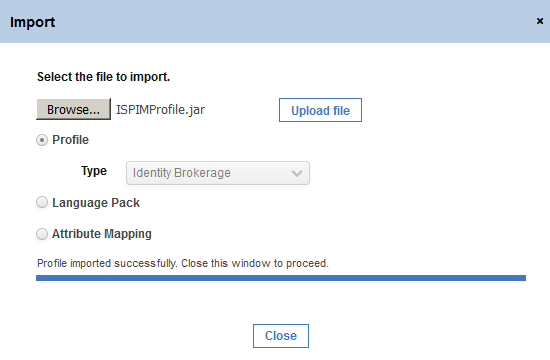 Import ×
Select the file to import.
Browse... ISPIMProfile.jar Upload file
Profile
Type Identity Brokerage
Language Pack
Attribute Mapping
Profile imported successfully. Close this window to proceed.
Close